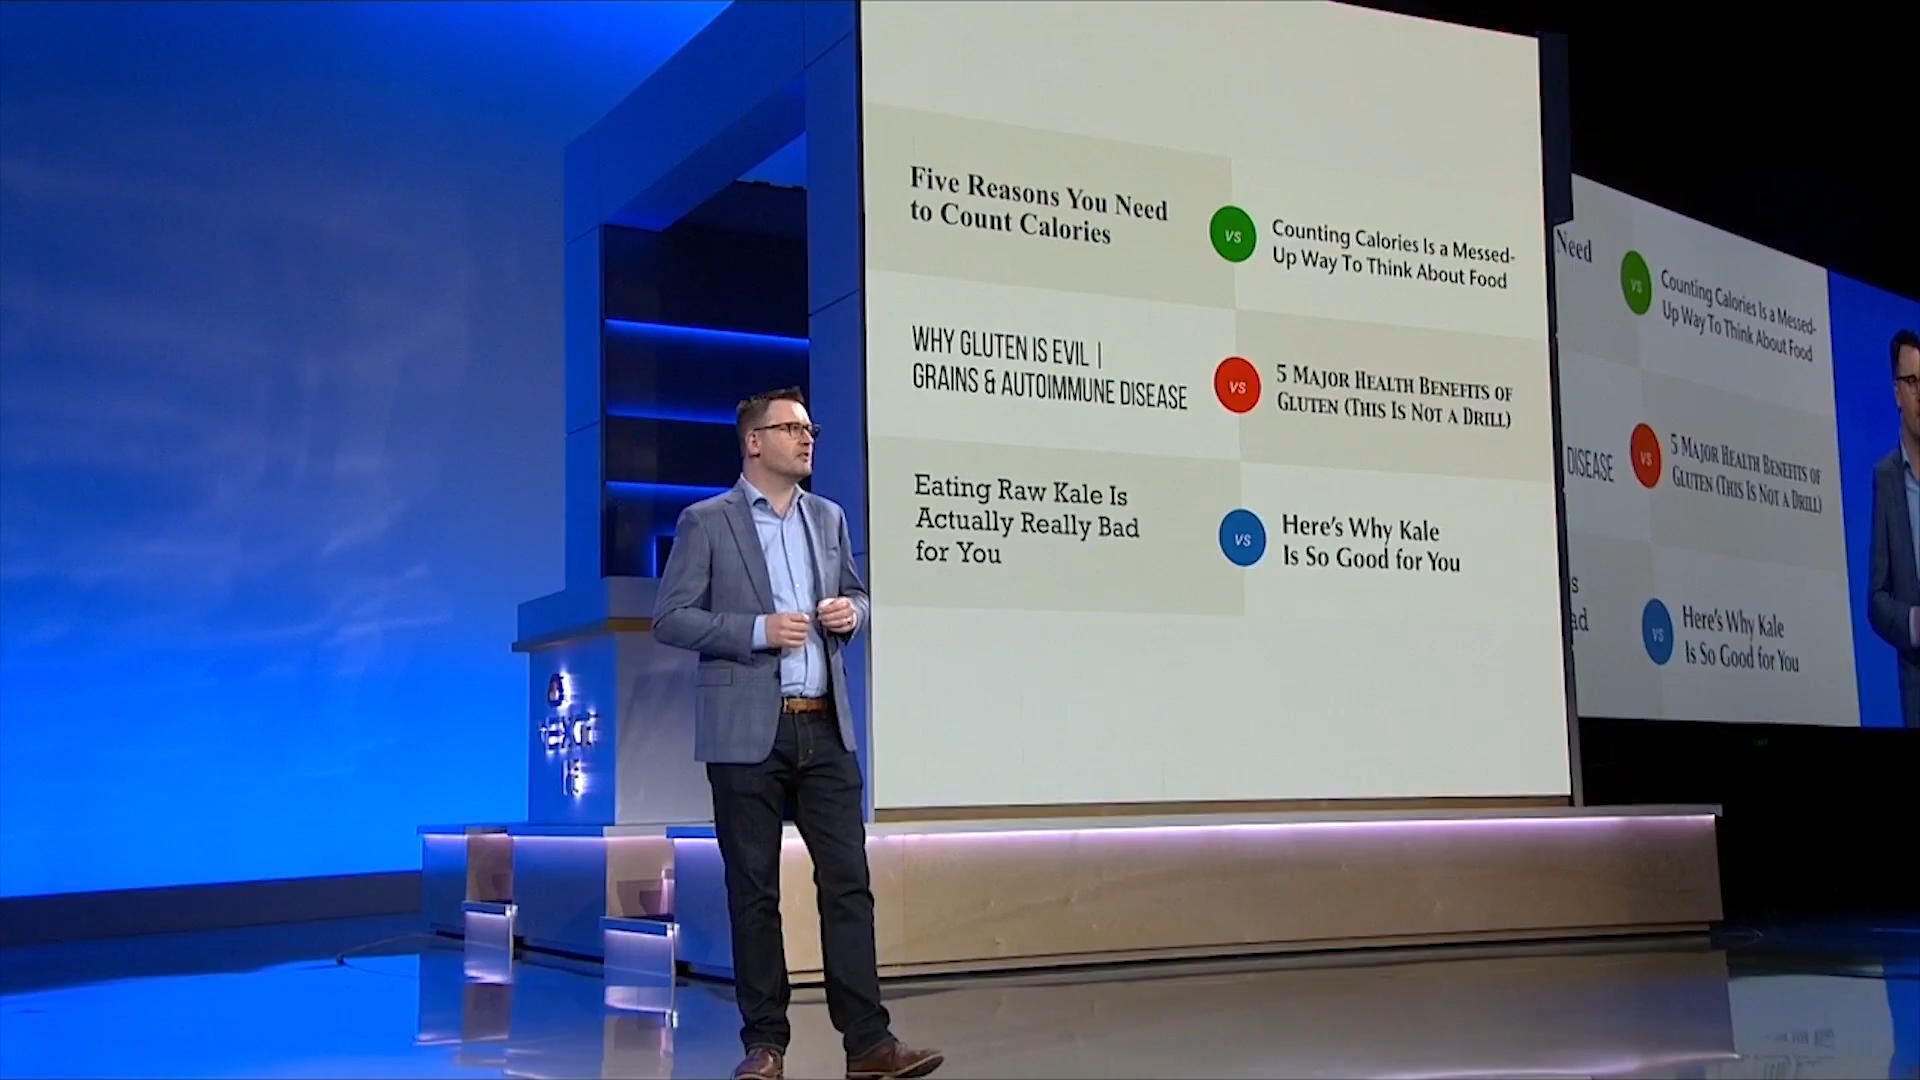 Five Reasons You Need
to Count Calories
vs
Counting Calories Is a Messed-
Up Way To Think About Food
WHY GLUTEN IS EVIL |
GRAINS & AUTOIMMUNE DISEASE
vs
5 MAJOR HEALTH BENEFITS OF
GLUTEN (THIS IS NOT A DRILL)
Eating Raw Kale Is
Actually Really Bad
for You
vs
Here's Why Kale
Is So Good for You
Need
vs
Counting Calories Is a Messed-
Up Way To Think About Food
DISEASE
vs
5 MAJOR HEALTH BENEFITS OF
GLUTEN (THIS IS NOT A DRILL)
s
ad
vs
Here's Why Kale
Is So Good for You
NEXT